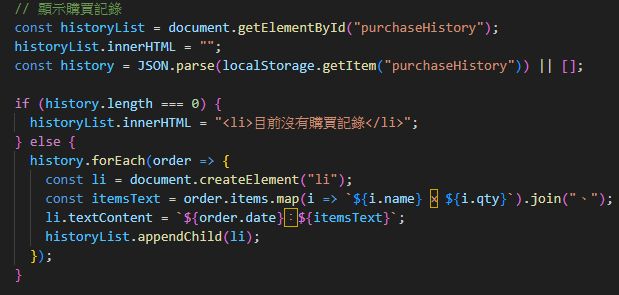 // 顯示購買記錄
const historyList = document.getElementById("purchaseHistory");
historyList.innerHTML = "";
const history = JSON.parse(localStorage.getItem("purchaseHistory")) || [];

if (history.length === 0) {
  historyList.innerHTML = "<li>目前沒有購買記錄</li>";
} else {
  history.forEach(order => {
    const li = document.createElement("li");
    const itemsText = order.items.map(i => `${i.name} × ${i.qty}`).join("、");
    li.textContent = `${order.date}：${itemsText}`;
    historyList.appendChild(li);
  });
}